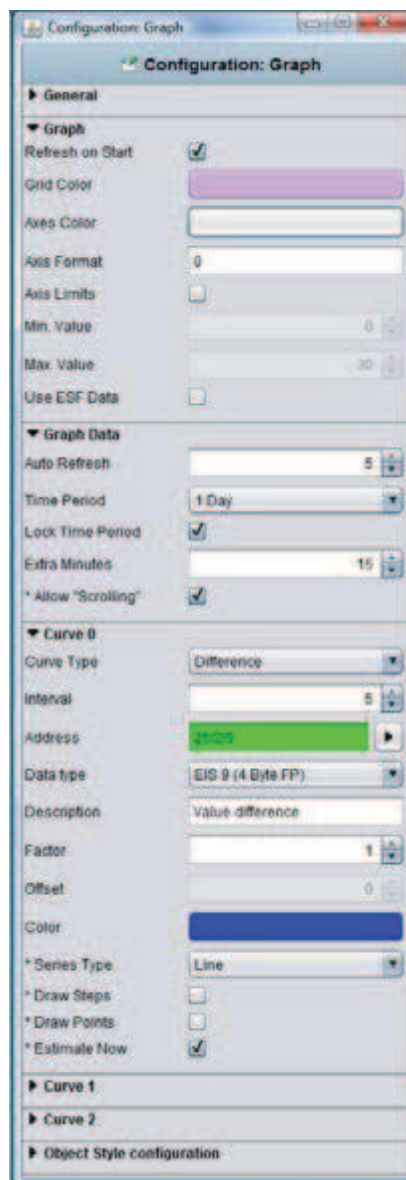 Configuration: Graph
Configuration: Graph
General
Graph
Refresh on Start
Grid Color
Axes Color
Axis Format 0
Axis Limits
Min. Value 0
Max. Value 30
Use ESF Data
Graph Data
Auto Refresh 5
Time Period 1 Day
Lock Time Period
Extra Minutes 15
* Allow "Scrolling"
Curve 0
Curve Type Difference
Interval 5
Address
Data type EIS 9 (4 Byte FP)
Description Value difference
Factor 1
Offset 0
Color
* Series Type Line
* Draw Steps
* Draw Points
* Estimate Now
Curve 1
Curve 2
Object Style configuration